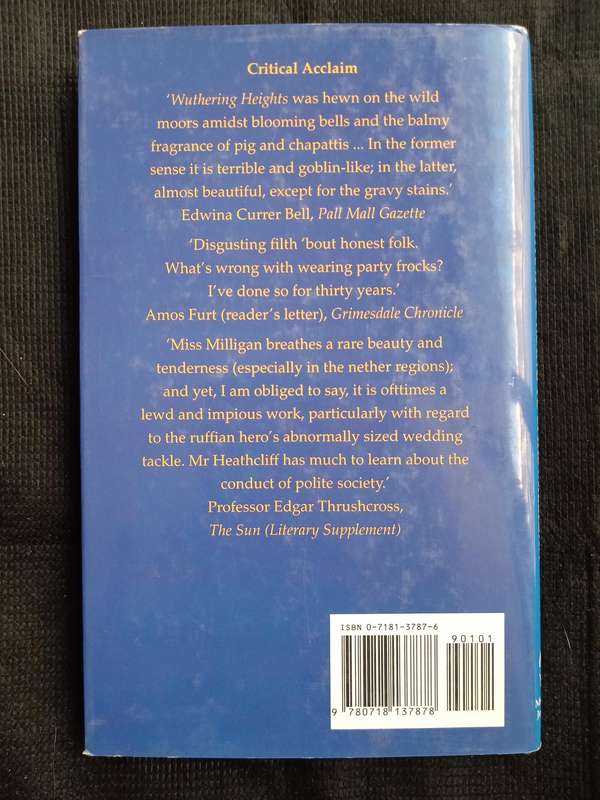 Critical Acclaim
‘Wuthering Heights was hewn on the wild
moors amidst blooming bells and the balmy
fragrance of pig and chapattis ... In the former
sense it is terrible and goblin-like; in the latter,
almost beautiful, except for the gravy stains.’
Edwina Currer Bell, Pall Mall Gazette
‘Disgusting filth ‘bout honest folk.
What’s wrong with wearing party frocks?
I’ve done so for thirty years.’
Amos Furt (reader’s letter), Grimesdale Chronicle
‘Miss Milligan breathes a rare beauty and
tenderness (especially in the nether regions);
and yet, I am obliged to say, it is ofttimes a
lewd and impious work, particularly with regard
to the ruffian hero’s abnormally sized wedding
tackle. Mr Heathcliff has much to learn about the
conduct of polite society.’
Professor Edgar Thrushcross,
The Sun (Literary Supplement)
ISBN 0-7181-3787-6
90101
9 780718 137878